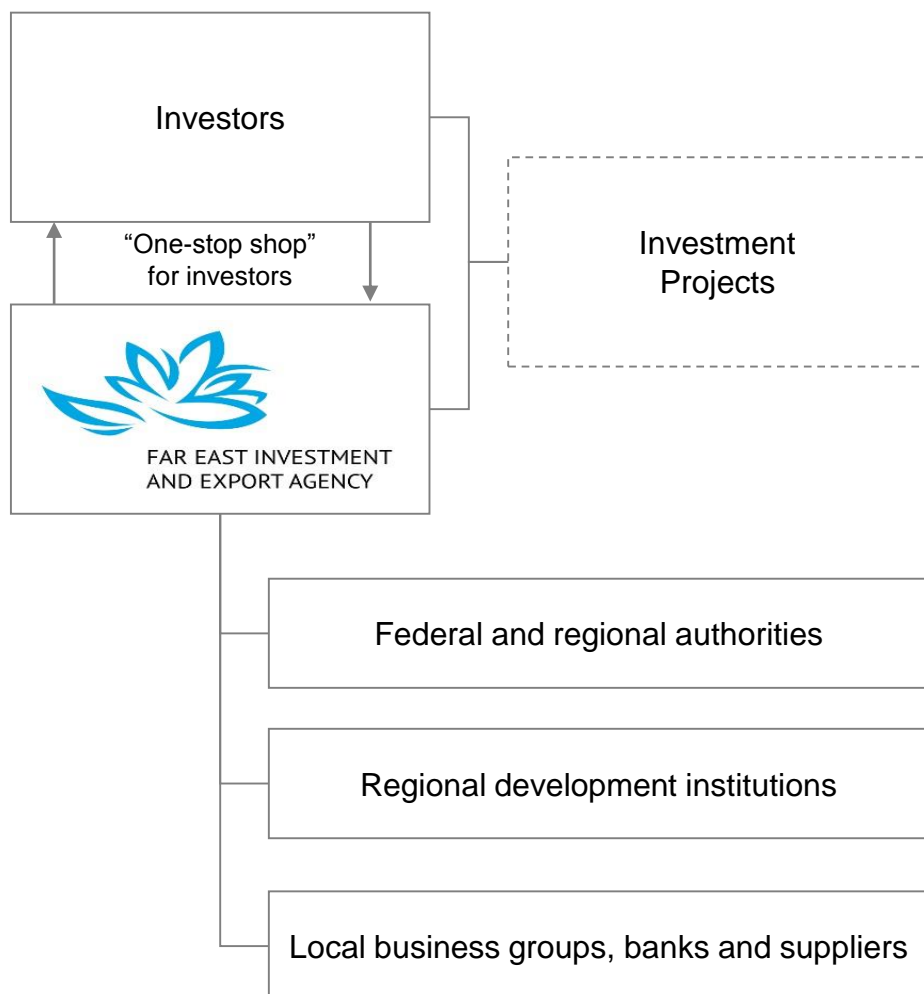 Investors
“One-stop shop”
for investors
Investment
Projects
FAR EAST INVESTMENT
AND EXPORT AGENCY
Federal and regional authorities
Regional development institutions
Local business groups, banks and suppliers